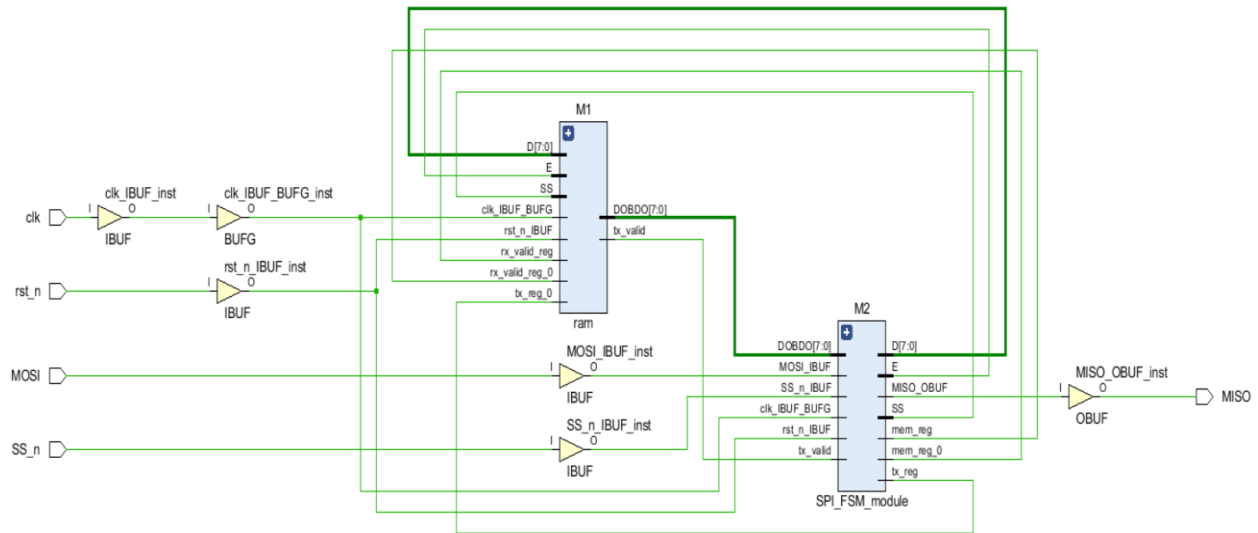 M1
D[7:0]
E
SS
clk_IBUF_BUFG
rst_n_IBUF
rx_valid_reg
rx_valid_reg_0
tx_reg_0
DOBDO[7:0]
tx_valid
ram
clk
I
clk_IBUF_inst
O
IBUF
I
clk_IBUF_BUFG_inst
O
BUFG
rst_n
I
rst_n_IBUF_inst
O
IBUF
MOSI
I
MOSI_IBUF_inst
O
IBUF
SS_n
I
SS_n_IBUF_inst
O
IBUF
M2
DOBDO[7:0]
MOSI_IBUF
SS_n_IBUF
clk_IBUF_BUFG
rst_n_IBUF
tx_valid
D[7:0]
E
MISO_OBUF
SS
mem_reg
mem_reg_0
tx_reg
SPI_FSM_module
I
MISO_OBUF_inst
O
OBUF
MISO